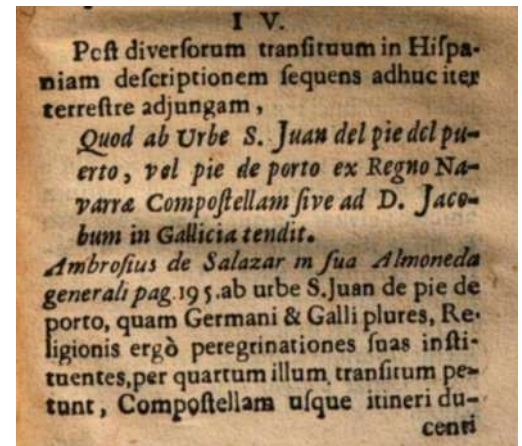 I V.
Poſt diverſorum tranſituum in Hiſpa-
niam deſcriptionem ſequens adhuc iter
terreſtre adjungam,
Quod ab Urbe S. Juan del pie del pu-
erto, vel pie de porto ex Regno Na-
varræ Compoſtellam ſive ad D. Jaco-
bum in Gallicia tendit.
Ambroſius de Salazar in ſua Almoneda
generali pag. 195. ab urbe S. Juan de pie de
porto, quam Germani & Galli plures, Re-
ligionis ergò peregrinationes ſuas inſti-
tuentes, per quartum illum tranſitum pe-
tunt, Compoſtellam uſque itineri du-
centi